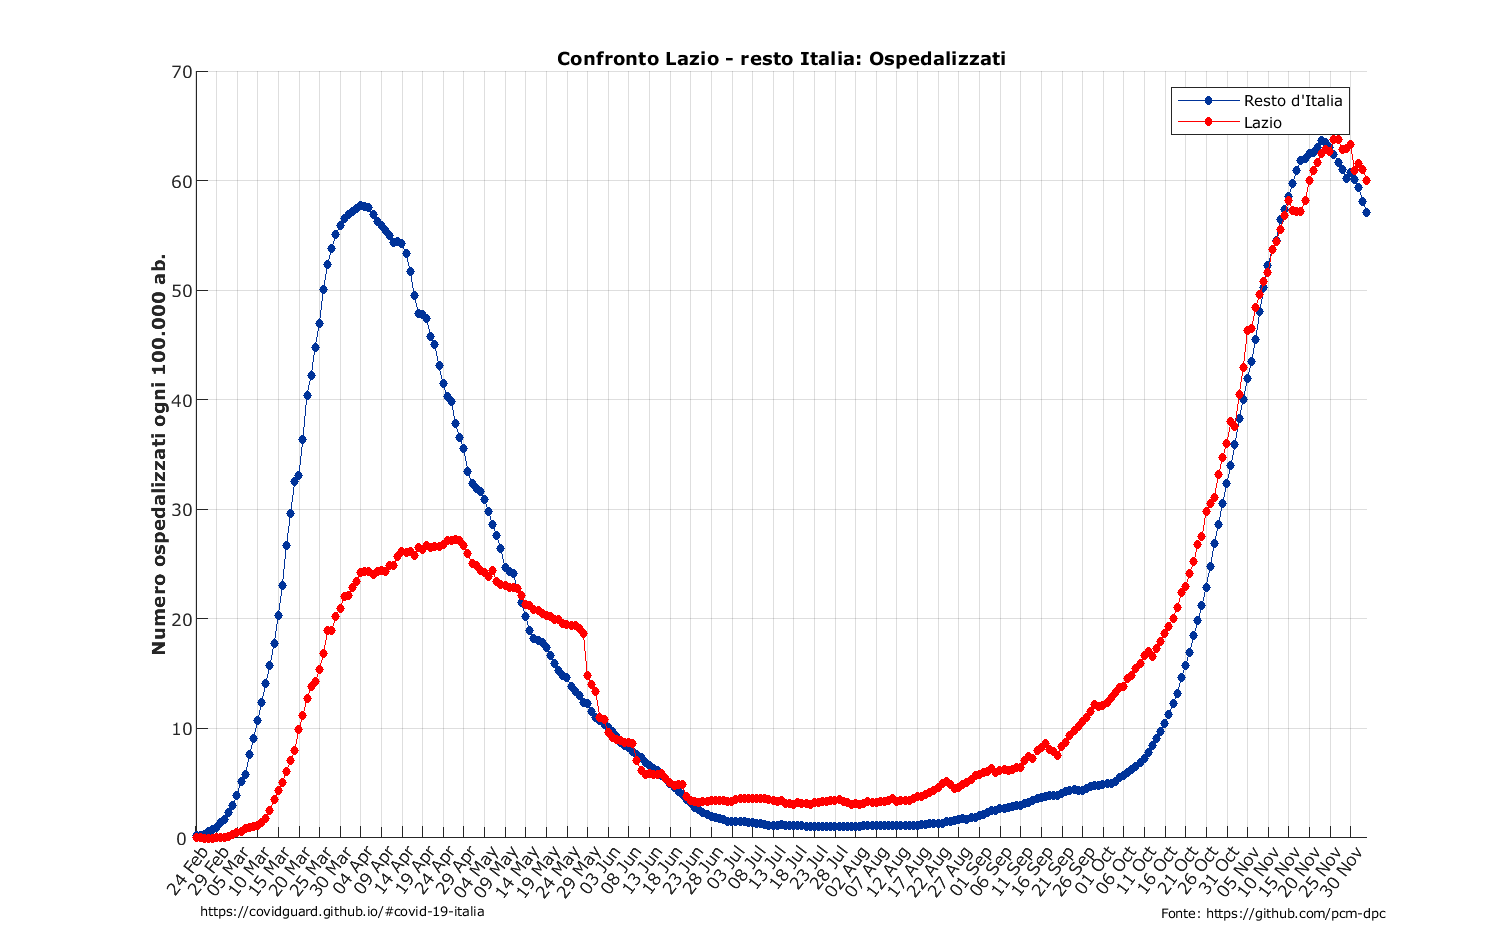 Confronto Lazio - resto Italia: Ospedalizzati
Resto d'Italia
Lazio
Numero ospedalizzati ogni 100.000 ab.
70
60
50
40
30
20
10
0
24 Feb
29 Feb
05 Mar
10 Mar
15 Mar
20 Mar
25 Mar
30 Mar
04 Apr
09 Apr
14 Apr
19 Apr
24 Apr
29 Apr
04 May
09 May
14 May
19 May
24 May
29 May
03 Jun
08 Jun
13 Jun
18 Jun
23 Jun
28 Jun
03 Jul
08 Jul
13 Jul
18 Jul
23 Jul
28 Jul
02 Aug
07 Aug
12 Aug
17 Aug
22 Aug
27 Aug
01 Sep
06 Sep
11 Sep
16 Sep
21 Sep
26 Sep
01 Oct
06 Oct
11 Oct
16 Oct
21 Oct
26 Oct
31 Oct
05 Nov
10 Nov
15 Nov
20 Nov
25 Nov
30 Nov
https://covidguard.github.io/#covid-19-italia
Fonte: https://github.com/pcm-dpc